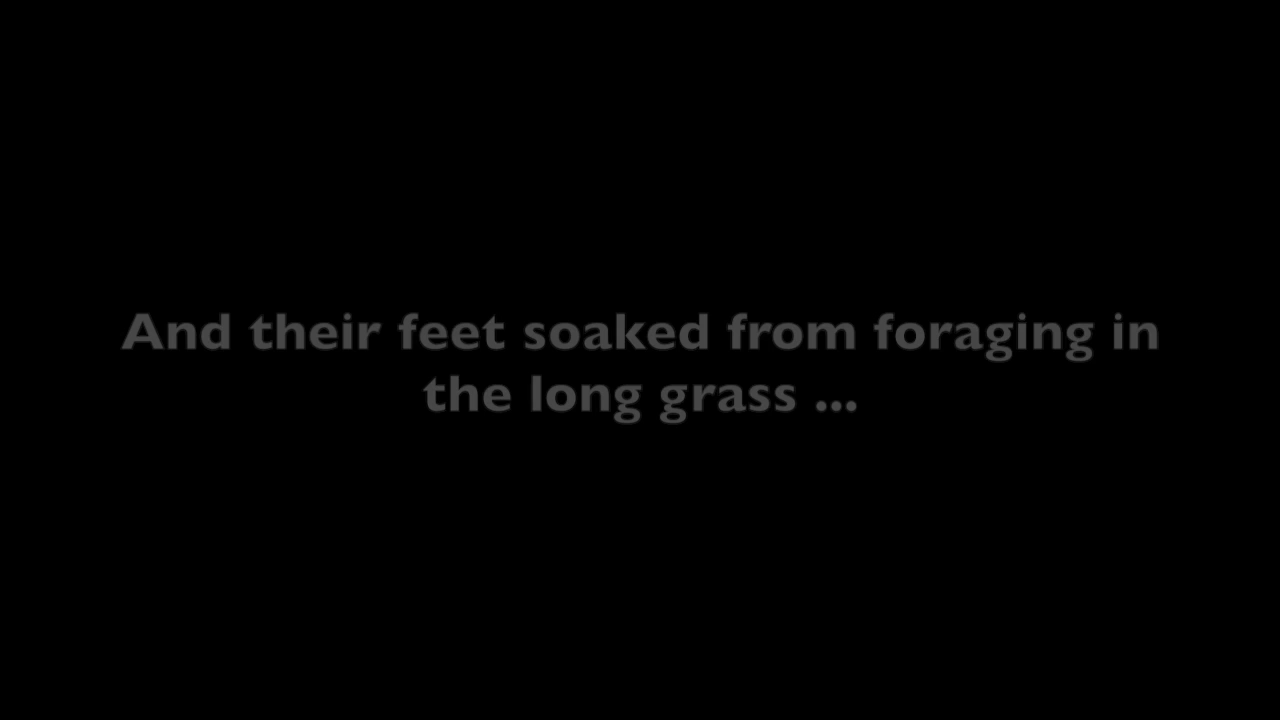 And their feet soaked from foraging in
the long grass ...